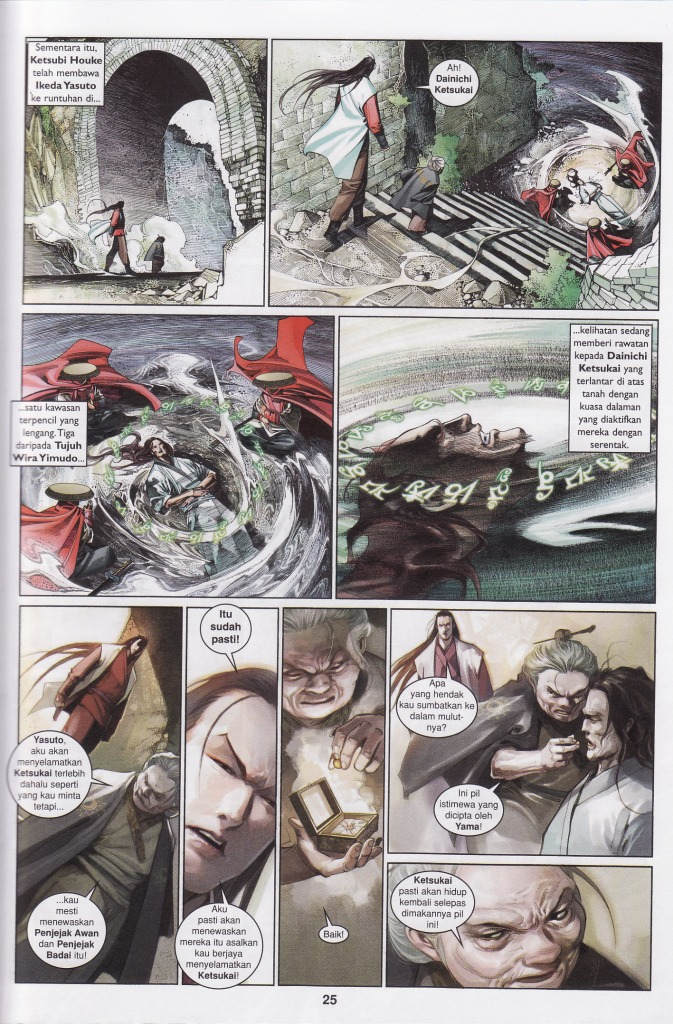 Sementara itu,
Ketsubi Houke
telah membawa
Ikeda Yasuto
ke runtuhan di...
Ah!
Dainichi
Ketsukai
...satu kawasan
terpencil yang
lengang. Tiga
daripada Tujuh
Wira Yimudo...
...kelihatan sedang
memberi rawatan
kepada Dainichi
Ketsukai yang
terlantar di atas
tanah dengan
kuasa dalaman
yang diaktifkan
mereka dengan
serentak.
Yasuto,
aku akan
menyelamatkan
Ketsukai terlebih
dahulu seperti
yang kau minta
tetapi...
...kau
mesti
menewaskan
Penjejak Awan
dan Penjejak
Badai itu!
Itu
sudah
pasti!
Aku
pasti akan
menewaskan
mereka itu asalkan
kau berjaya
menyelamatkan
Ketsukai!
Baik!
Apa
yang hendak
kau sumbatkan ke
dalam mulut-
nya?
Ini pil
istimewa yang
dicipta oleh
Yama!
Ketsukai
pasti akan hidup
kembali selepas
dimakannya pil
ini!
25